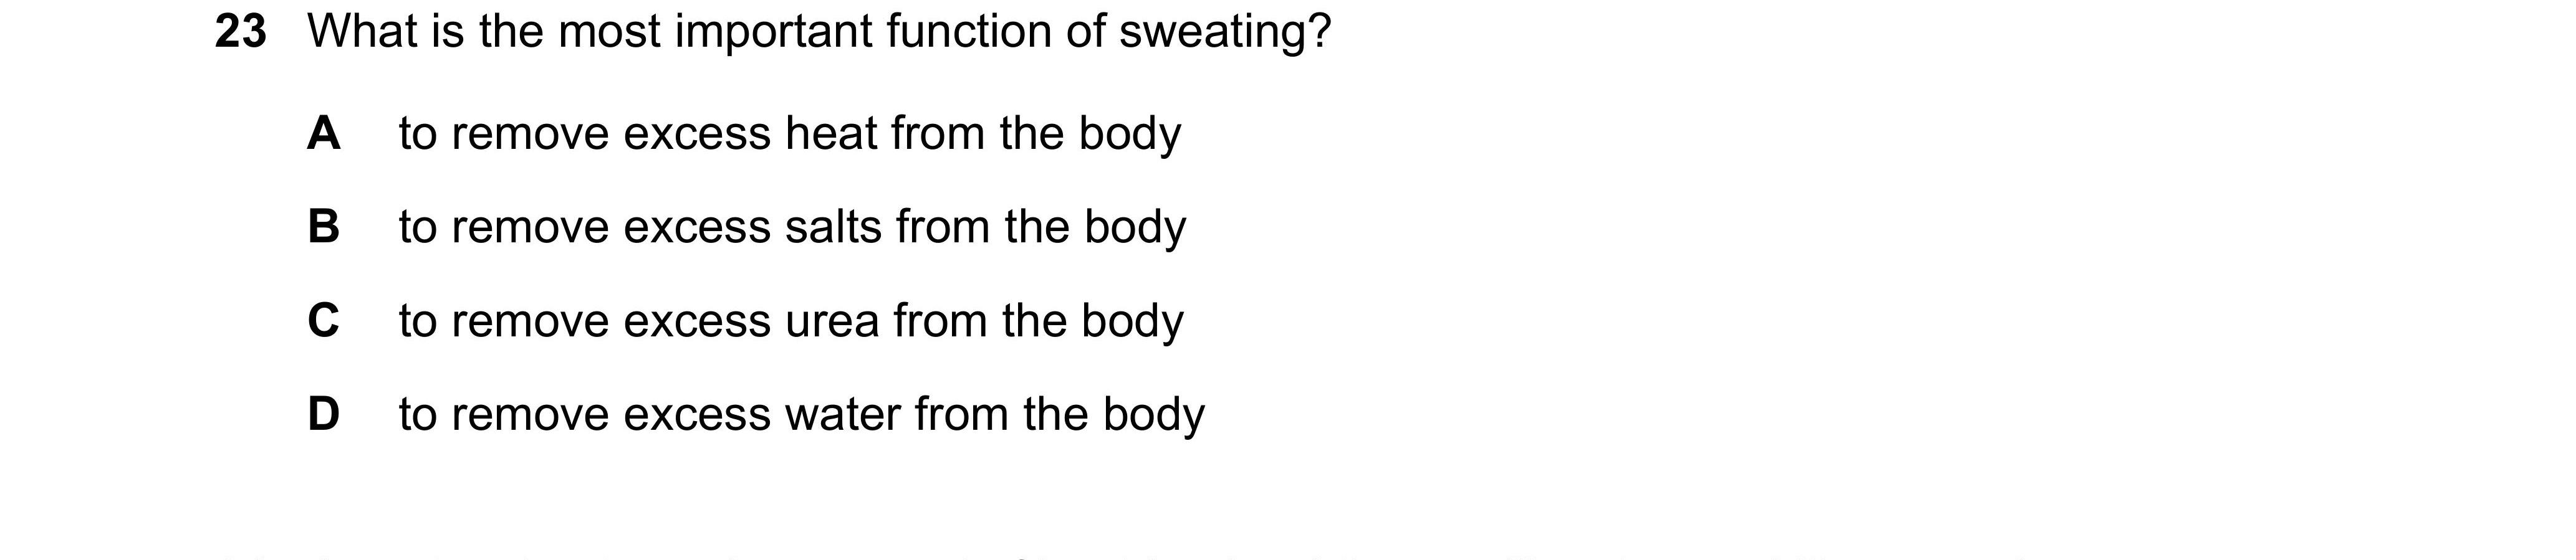 23 What is the most important function of sweating?
A to remove excess heat from the body
B to remove excess salts from the body
C to remove excess urea from the body
D to remove excess water from the body